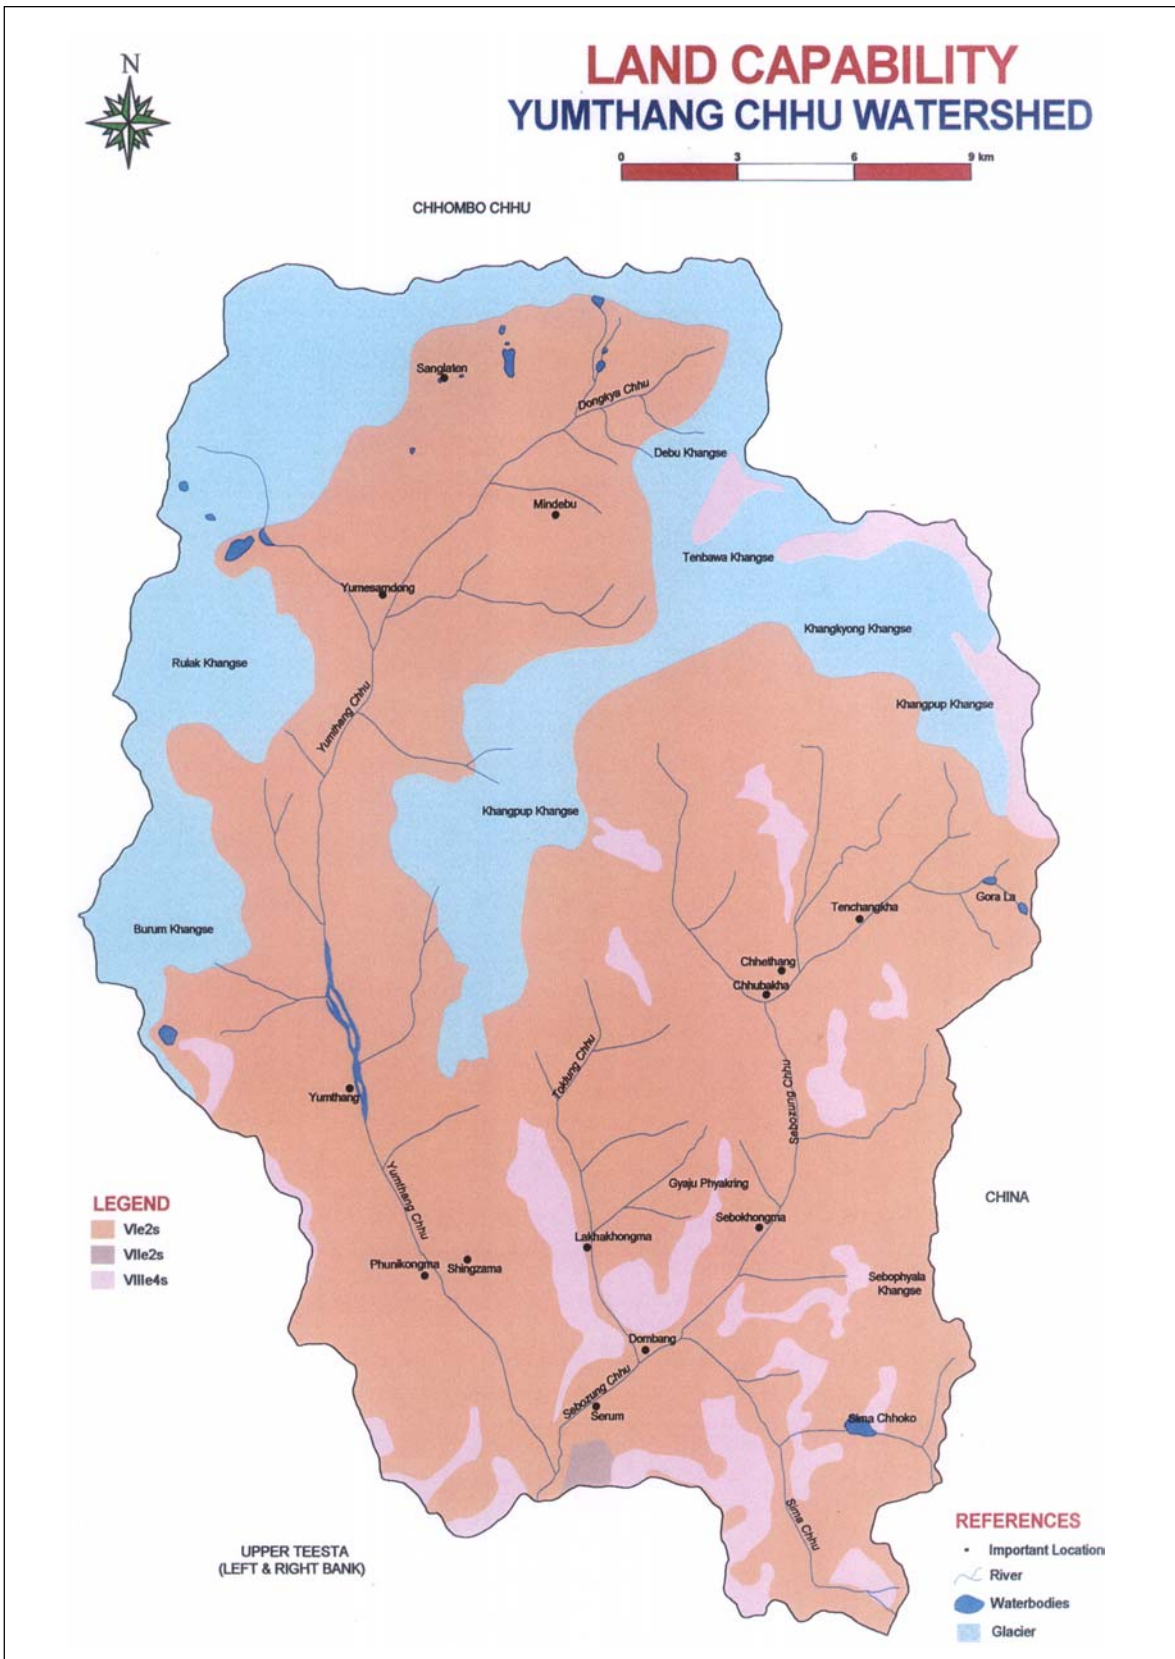 N
LAND CAPABILITY
YUMTHANG CHHU WATERSHED
0 3 6 9 km
CHHOMBO CHHU
Sanglaten
Dongkya Chhu
Debu Khangse
Mindebu
Tenbawa Khangse
Yumesamdong
Khangkyong Khangse
Rulak Khangse
Khangpup Khangse
Yumthang Chhu
Khangpup Khangse
Gora La
Tenchangkha
Burum Khangse
Chhethang
Chhubakha
Toklung Chhu
Sebozung Chhu
Yumthang
Yumthang Chhu
Gyaju Phyakring
CHINA
LEGEND
VIe2s
VIIe2s
VIIIe4s
Sebokhongma
Lakhakhongma
Phunikongma
Shingzama
Sebophyala
Khangse
Dombang
Sebozung Chhu
Serum
Sima Chhoko
Sima Chhu
UPPER TEESTA
(LEFT & RIGHT BANK)
REFERENCES
Important Location
River
Waterbodies
Glacier